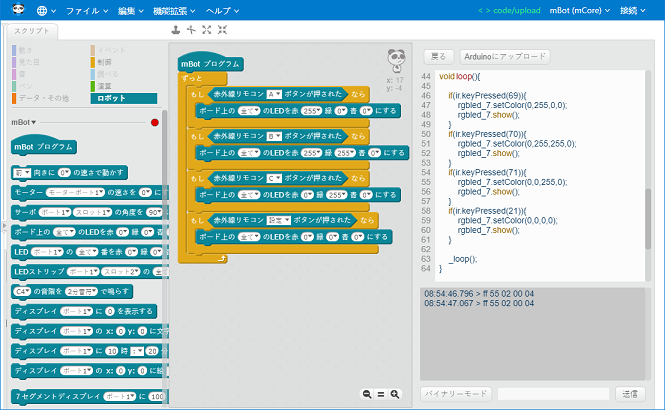 ファイル 編集 機能拡張 ヘルプ < > code/upload mBot (mCore) 接続
スクリプト
動き イベント
見た目 制御
音 調べる
ペン 演算
データ・その他 ロボット
mBot
mBot プログラム
前 向きに 0 の速さで動かす
モーター モーターポート1 の速さを 0 に
サーボ ポート1 スロット1 の角度を 90
ボード上の 全て のLEDを赤 0 緑 0
LED ポート1 の 全て 番を赤 0 緑 0
LEDストリップ ポート1 スロット2 の 全て
C4 の音階を 2分音符 で鳴らす
ディスプレイ ポート1 に 0 を表示する
ディスプレイ ポート1 の x: 0 y: 0 に文字
ディスプレイ ポート1 に 10 時 : 20 分
ディスプレイ ポート1 の x: 0 y: 0 に絵
7セグメントディスプレイ ポート1 に 100
mBot プログラム
ずっと
もし 赤外線リモコン A ボタンが押された なら
ボード上の 全て のLEDを赤 255 緑 0 青 0 にする
もし 赤外線リモコン B ボタンが押された なら
ボード上の 全て のLEDを赤 0 緑 255 青 0 にする
もし 赤外線リモコン C ボタンが押された なら
ボード上の 全て のLEDを赤 0 緑 255 青 0 にする
もし 赤外線リモコン 設定 ボタンが押された なら
ボード上の 全て のLEDを赤 0 緑 0 青 0 にする
x: 17
y: -4
戻る Arduinoにアップロード
44 void loop(){
45
46 if(ir.keyPressed(69)){
47 rgbled_7.setColor(0,255,0,0);
48 rgbled_7.show();
49 }
50 if(ir.keyPressed(70)){
51 rgbled_7.setColor(0,255,255,0);
52 rgbled_7.show();
53 }
54 if(ir.keyPressed(71)){
55 rgbled_7.setColor(0,0,255,0);
56 rgbled_7.show();
57 }
58 if(ir.keyPressed(21)){
59 rgbled_7.setColor(0,0,0,0);
60 rgbled_7.show();
61 }
62
63 _loop();
64 }
08:54:46.796 > ff 55 02 00 04
08:54:47.067 > ff 55 02 00 04
バイナリーモード 送信